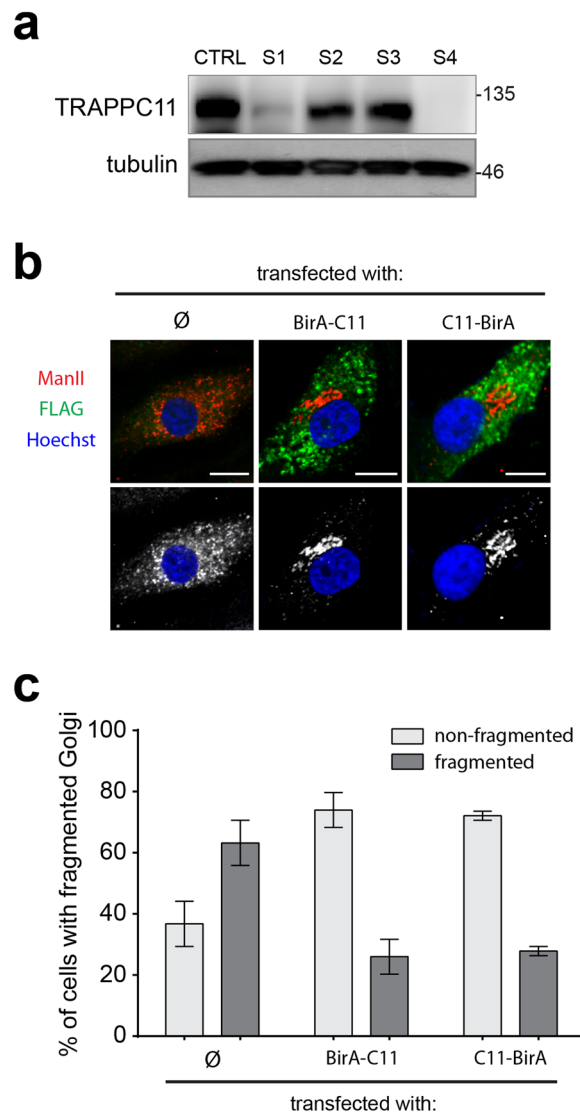 a
CTRL S1 S2 S3 S4
TRAPPC11
-135
tubulin
-46
b
transfected with:
Ø BirA-C11 C11-BirA
ManII
FLAG
Hoechst
c
% of cells with fragmented Golgi
100
80
60
40
20
0
non-fragmented
fragmented
Ø BirA-C11 C11-BirA
transfected with: